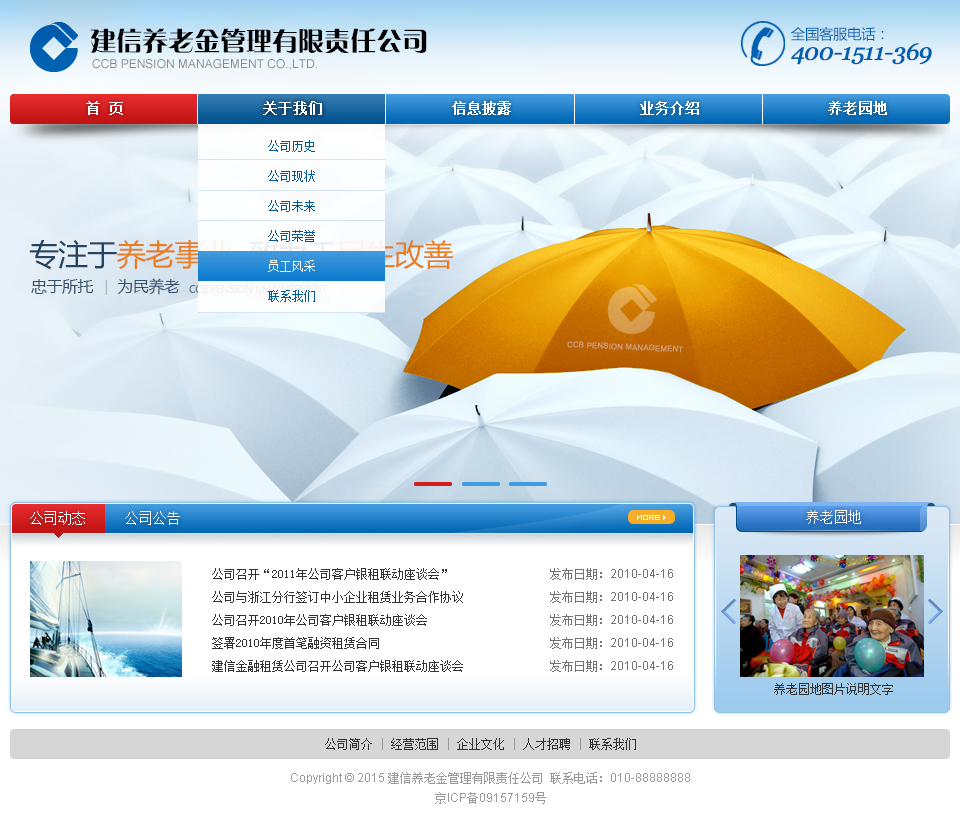 建信养老金管理有限责任公司
CCB PENSION MANAGEMENT CO.,LTD.
全国客服电话：
400-1511-369
首 页
关于我们
信息披露
业务介绍
养老园地
公司历史
公司现状
公司未来
公司荣誉
员工风采
联系我们
专注于养老事业 致力于民生改善
忠于所托 | 为民养老 CCB PENSION MANAGEMENT
CCB PENSION MANAGEMENT
公司动态
公司公告
MORE
公司召开“2011年公司客户银租联动座谈会” 发布日期：2010-04-16
公司与浙江分行签订中小企业租赁业务合作协议 发布日期：2010-04-16
公司召开2010年公司客户银租联动座谈会 发布日期：2010-04-16
签署2010年度首笔融资租赁合同 发布日期：2010-04-16
建信金融租赁公司召开公司客户银租联动座谈会 发布日期：2010-04-16
养老园地
养老园地图片说明文字
公司简介 | 经营范围 | 企业文化 | 人才招聘 | 联系我们
Copyright © 2015 建信养老金管理有限责任公司 联系电话：010-88888888
京ICP备09157159号